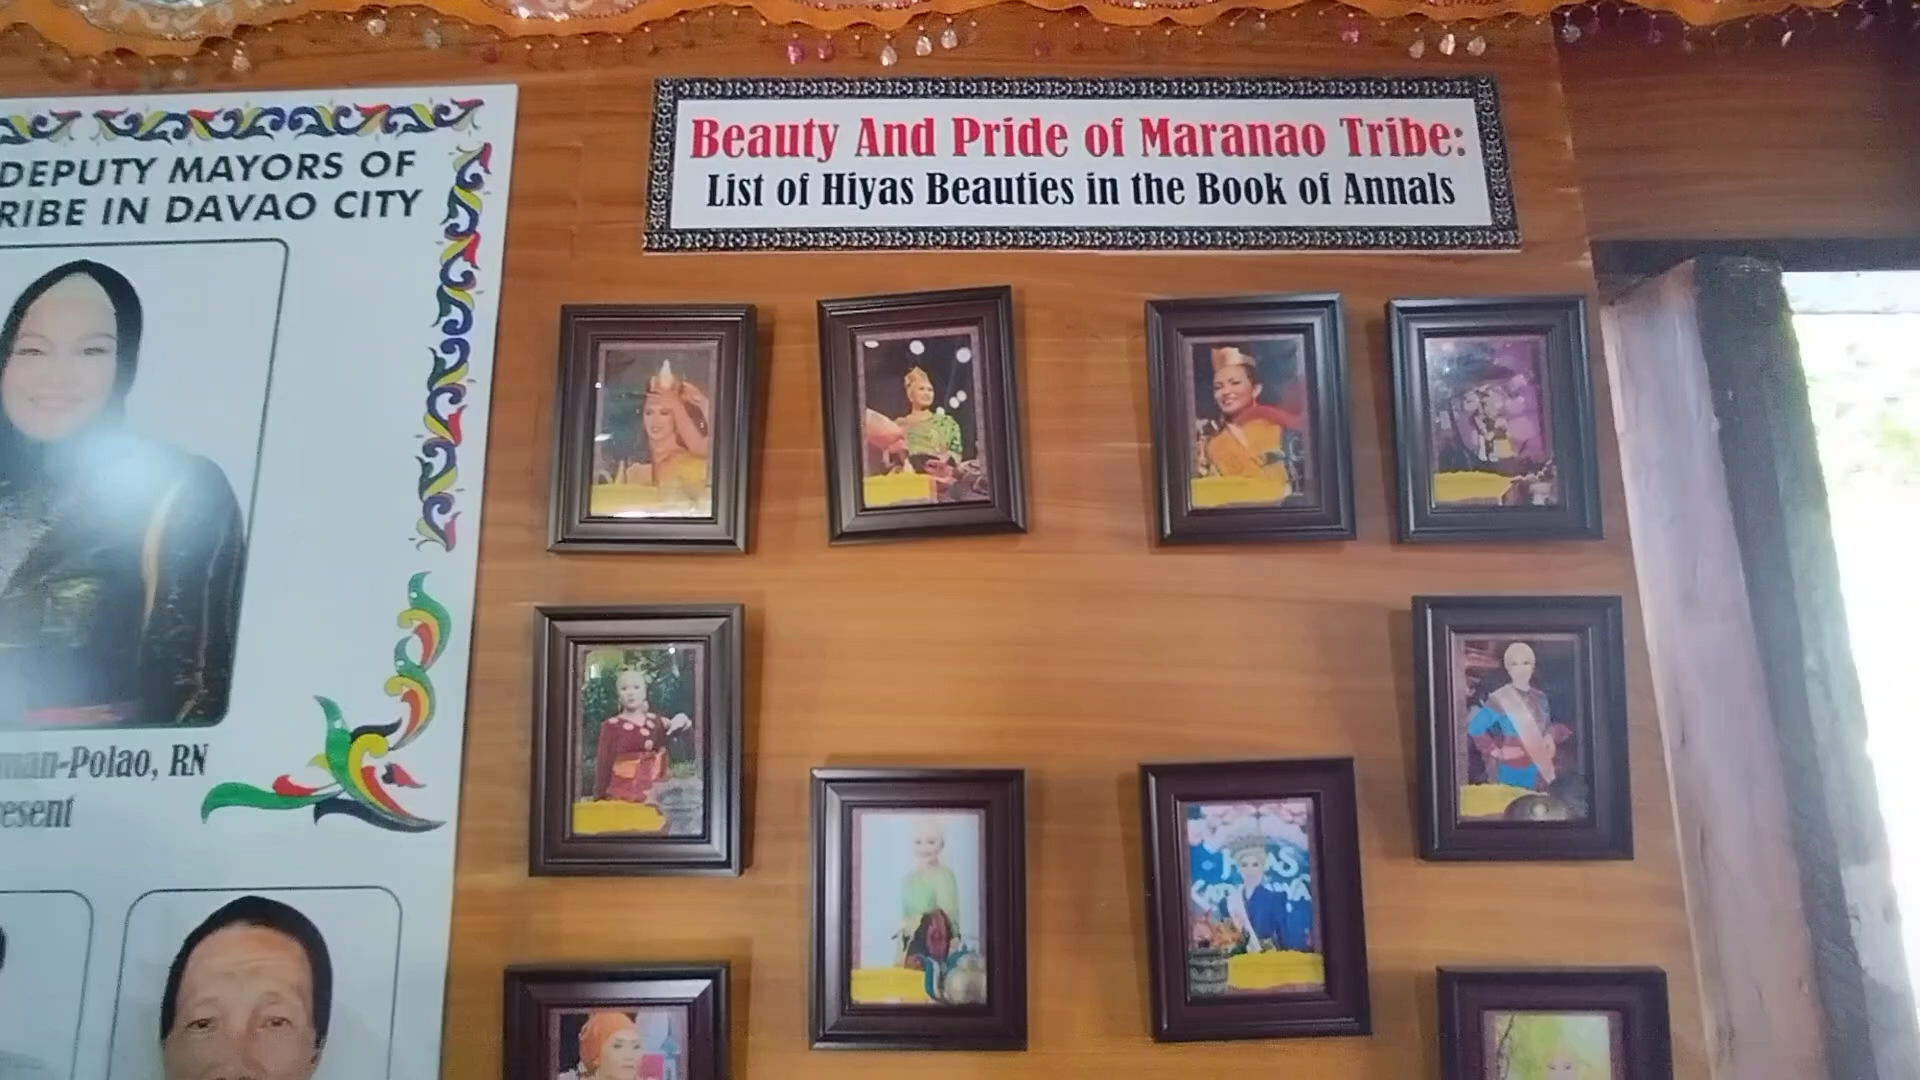 DEPUTY MAYORS OF
RIBE IN DAVAO CITY
man-Polao, RN
esent
Beauty And Pride of Maranao Tribe:
List of Hiyas Beauties in the Book of Annals